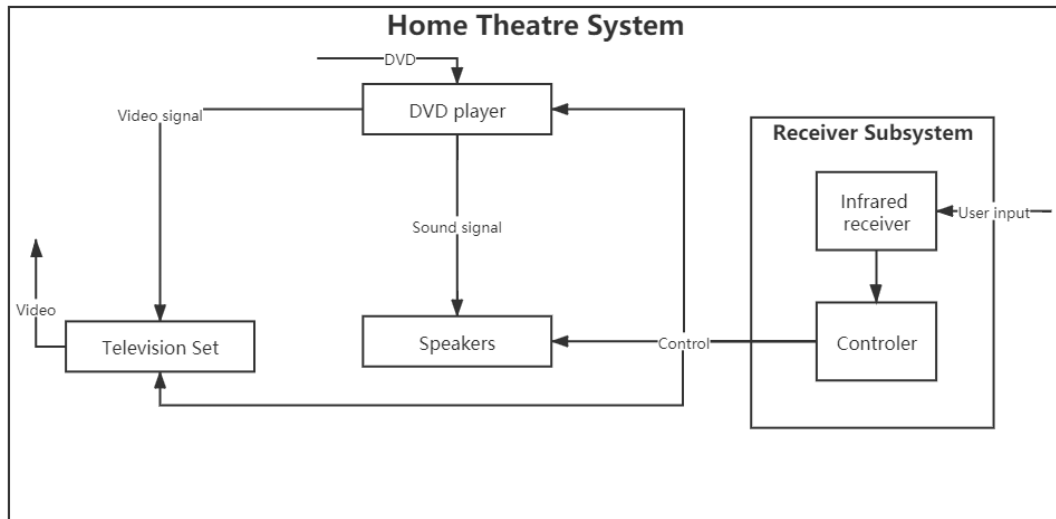 Home Theatre System
DVD
DVD player
Video signal
Receiver Subsystem
Infrared
receiver
User input
Sound signal
Video
Television Set
Speakers
Control
Controler